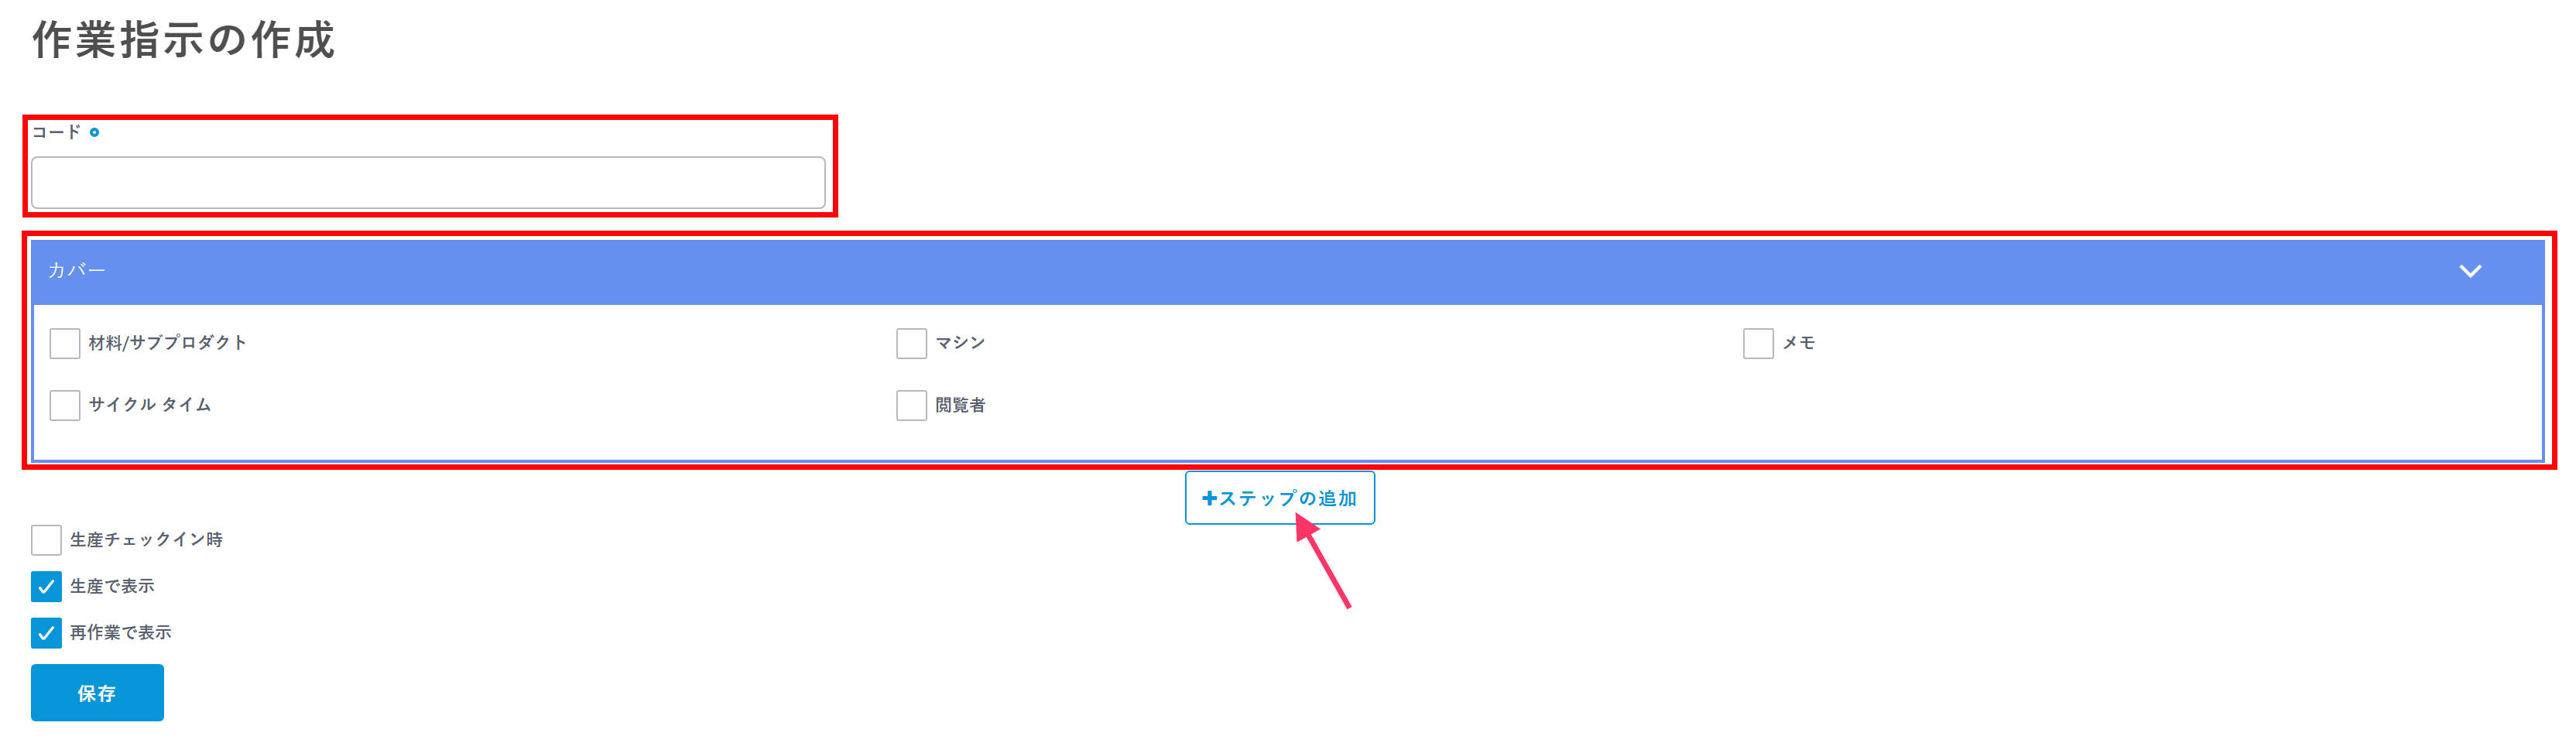 作業指示の作成
コード
カバー
材料/サブプロダクト マシン メモ
サイクル タイム 閲覧者
+ステップの追加
生産チェックイン時
生産で表示
再作業で表示
保存